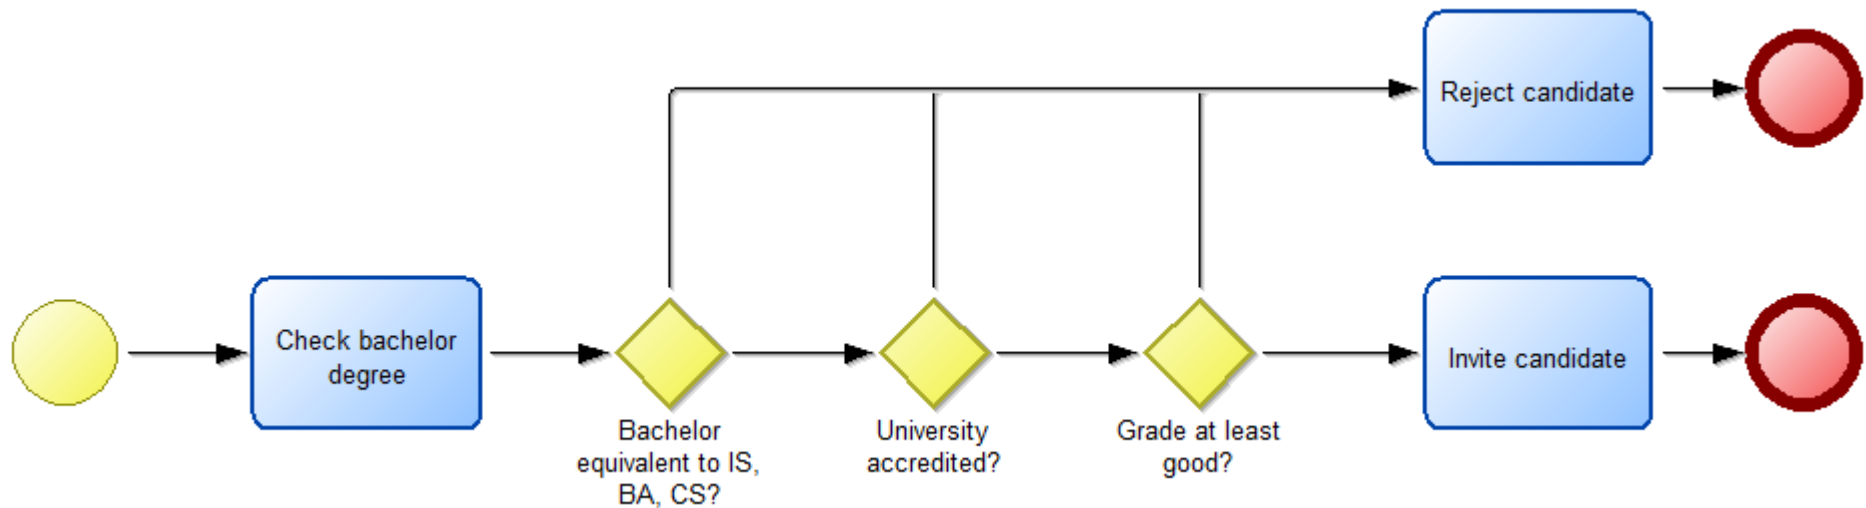 Reject candidate
Check bachelor
degree
Invite candidate
Bachelor
equivalent to IS,
BA, CS?
University
accredited?
Grade at least
good?